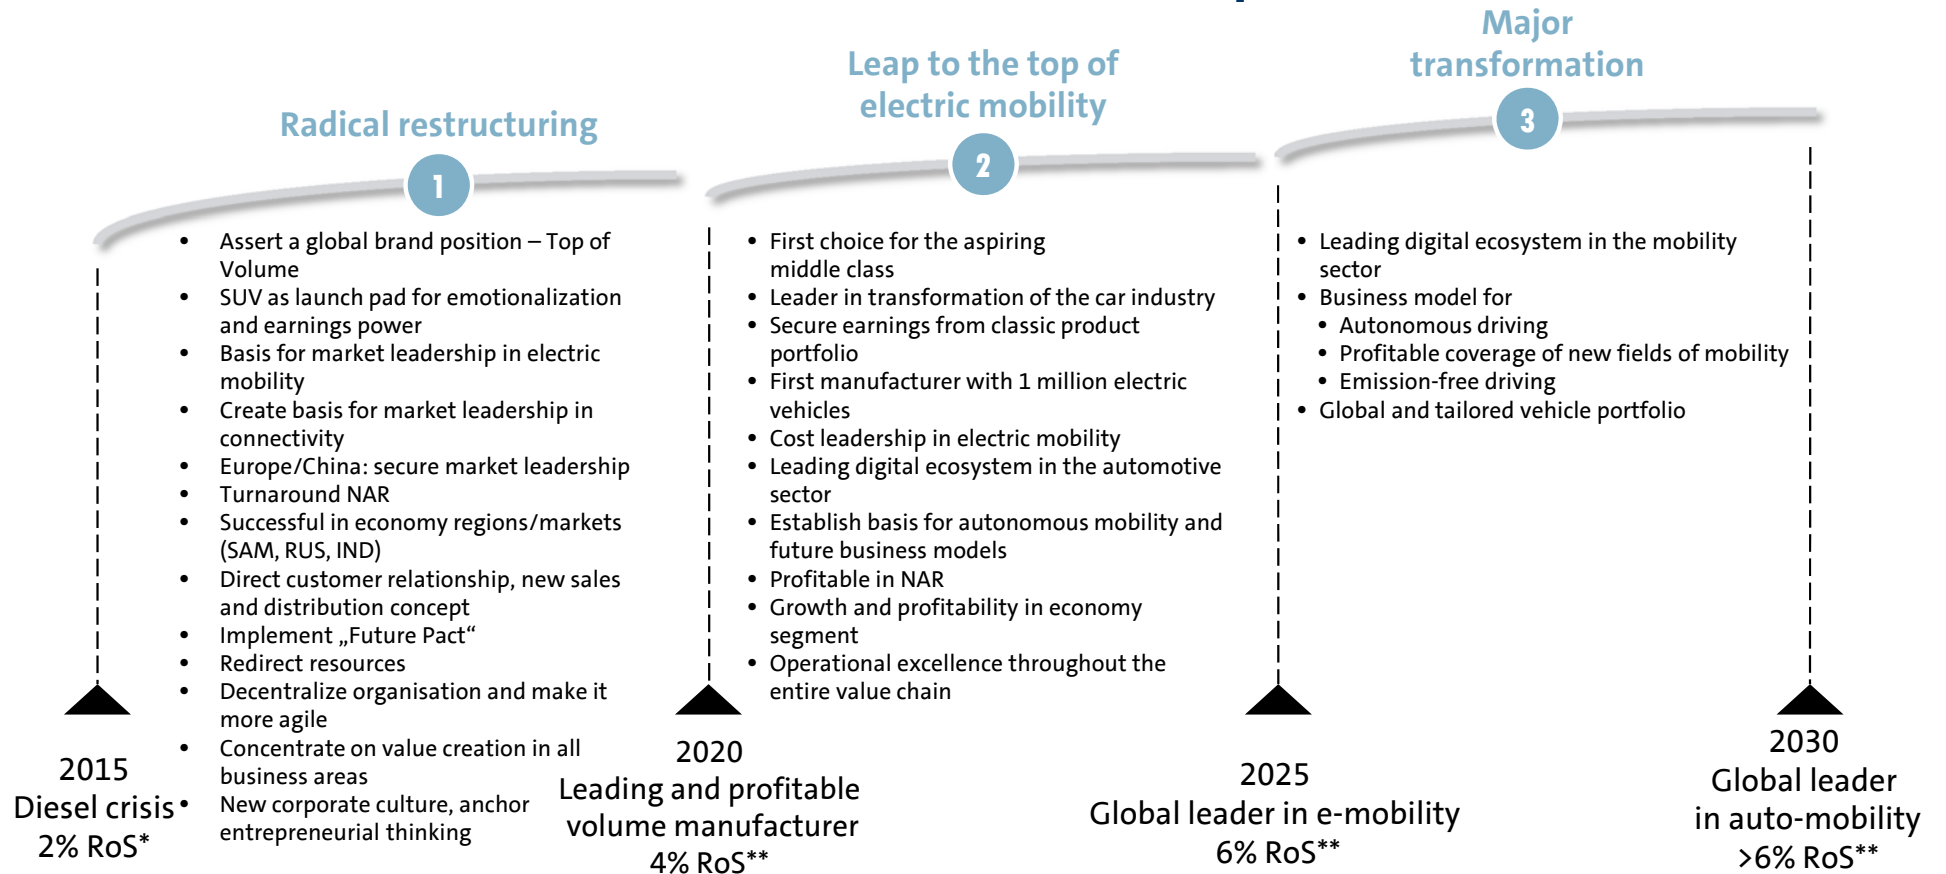 Radical restructuring
1
• Assert a global brand position – Top of
Volume
• SUV as launch pad for emotionalization
and earnings power
• Basis for market leadership in electric
mobility
• Create basis for market leadership in
connectivity
• Europe/China: secure market leadership
• Turnaround NAR
• Successful in economy regions/markets
(SAM, RUS, IND)
• Direct customer relationship, new sales
and distribution concept
• Implement „Future Pact“
• Redirect resources
• Decentralize organisation and make it
more agile
• Concentrate on value creation in all
business areas
• New corporate culture, anchor
entrepreneurial thinking
Leap to the top of
electric mobility
2
• First choice for the aspiring
middle class
• Leader in transformation of the car industry
• Secure earnings from classic product
portfolio
• First manufacturer with 1 million electric
vehicles
• Cost leadership in electric mobility
• Leading digital ecosystem in the automotive
sector
• Establish basis for autonomous mobility and
future business models
• Profitable in NAR
• Growth and profitability in economy
segment
• Operational excellence throughout the
entire value chain
Major
transformation
3
• Leading digital ecosystem in the mobility
sector
• Business model for
• Autonomous driving
• Profitable coverage of new fields of mobility
• Emission-free driving
• Global and tailored vehicle portfolio
2015
Diesel crisis
2% RoS*
2020
Leading and profitable
volume manufacturer
4% RoS**
2025
Global leader in e-mobility
6% RoS**
2030
Global leader
in auto-mobility
>6% RoS**